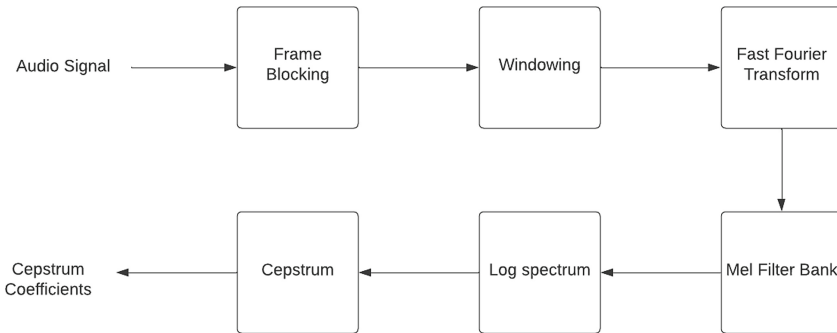 Audio Signal
Frame
Blocking
Windowing
Fast Fourier
Transform
Cepstrum
Coefficients
Cepstrum
Log spectrum
Mel Filter Bank